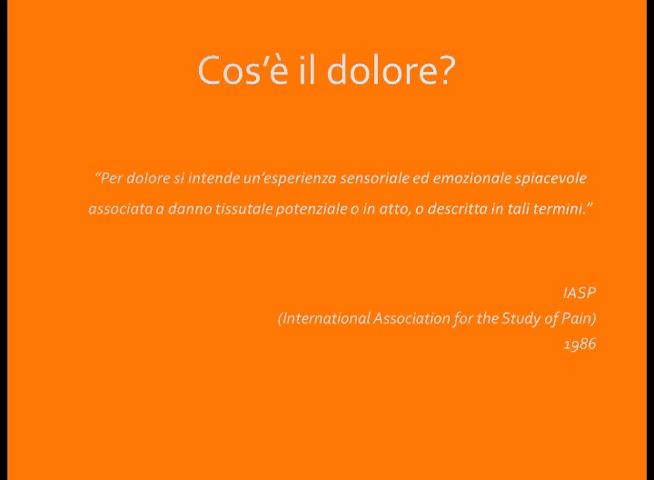 Cos’è il dolore?
“Per dolore si intende un’esperienza sensoriale ed emozionale spiacevole
associata a danno tissutale potenziale o in atto, o descritta in tali termini.”
IASP
(International Association for the Study of Pain)
1986